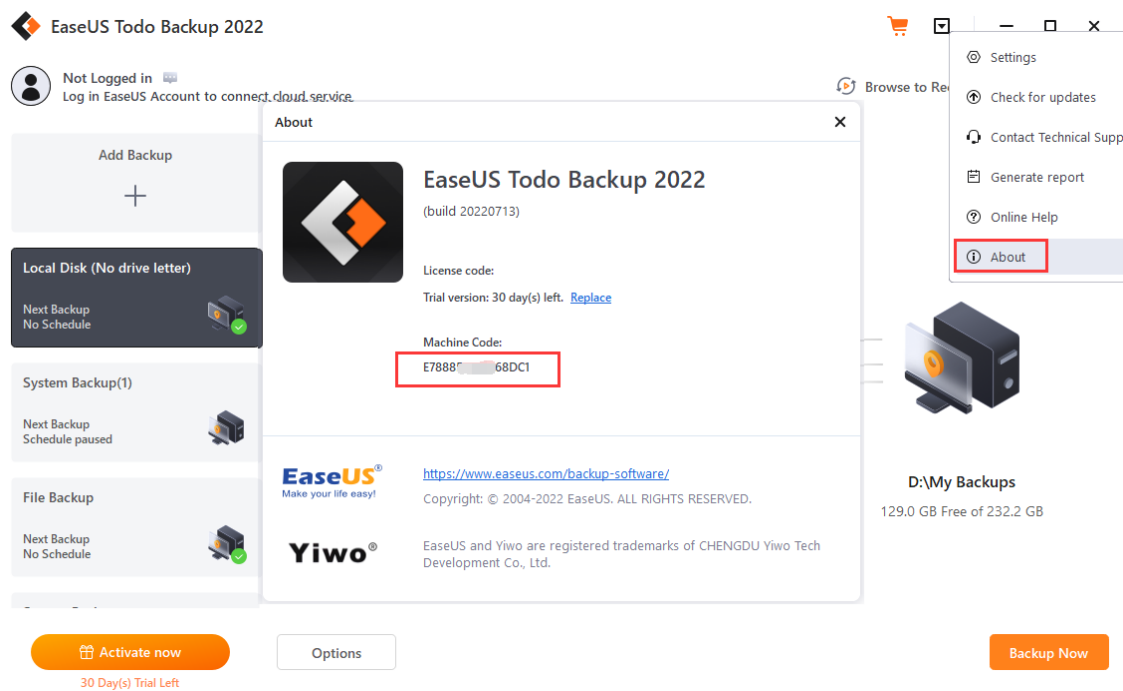 EaseUS Todo Backup 2022
Not Logged in
Log in EaseUS Account to connect cloud service
Browse to
Settings
Check for updates
Contact Technical
Generate report
Online Help
About
Add Backup
Local Disk (No drive letter)
Next Backup
No Schedule
System Backup(1)
Next Backup
Schedule paused
File Backup
Next Backup
No Schedule
About
EaseUS Todo Backup 2022
(build 20220713)
License code:
Trial version: 30 day(s) left. Replace
Machine Code:
EaseUS®
Make your life easy!
https://www.easeus.com/backup-software/
Copyright: © 2004-2022 EaseUS. ALL RIGHTS RESERVED.
Yiwo®
EaseUS and Yiwo are registered trademarks of CHENGDU Yiwo Tech
Development Co., Ltd.
D:\My Backups
129.0 GB Free of 232.2 GB
Activate now
30 Day(s) Trial Left
Options
Backup Now